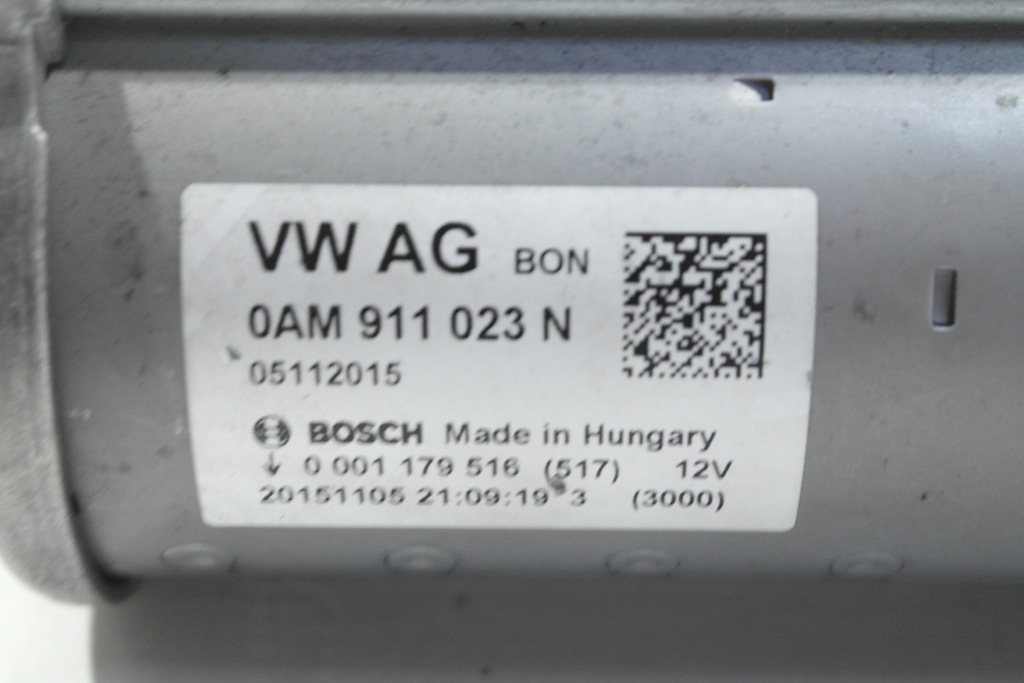 VW AG BON
0AM 911 023 N
05112015
BOSCH Made in Hungary
↓ 0 001 179 516 (517) 12V
20151105 21:09:19 3 (3000)